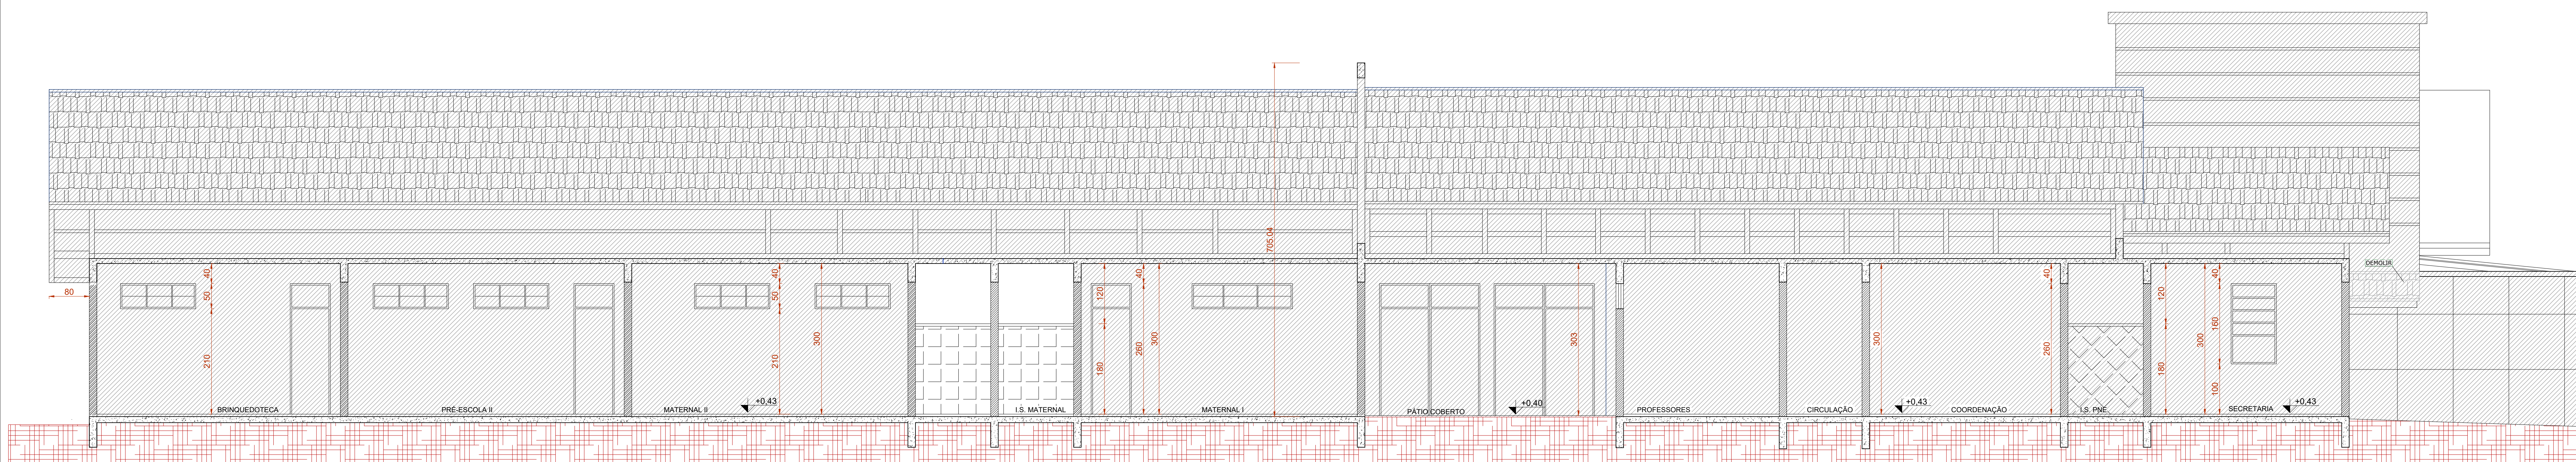 705.04
DEMOLIR
80
40
50
210
40
50
210
300
120
180
40
260
300
303
300
40
260
120
180
300
40
160
100
BRINQUEDOTECA
PRÉ-ESCOLA II
MATERNAL II
+0,43
I.S. MATERNAL
MATERNAL I
PÁTIO COBERTO
+0,40
PROFESSORES
CIRCULAÇÃO
+0,43
COORDENAÇÃO
I.S. PNE
SECRETARIA
+0,43